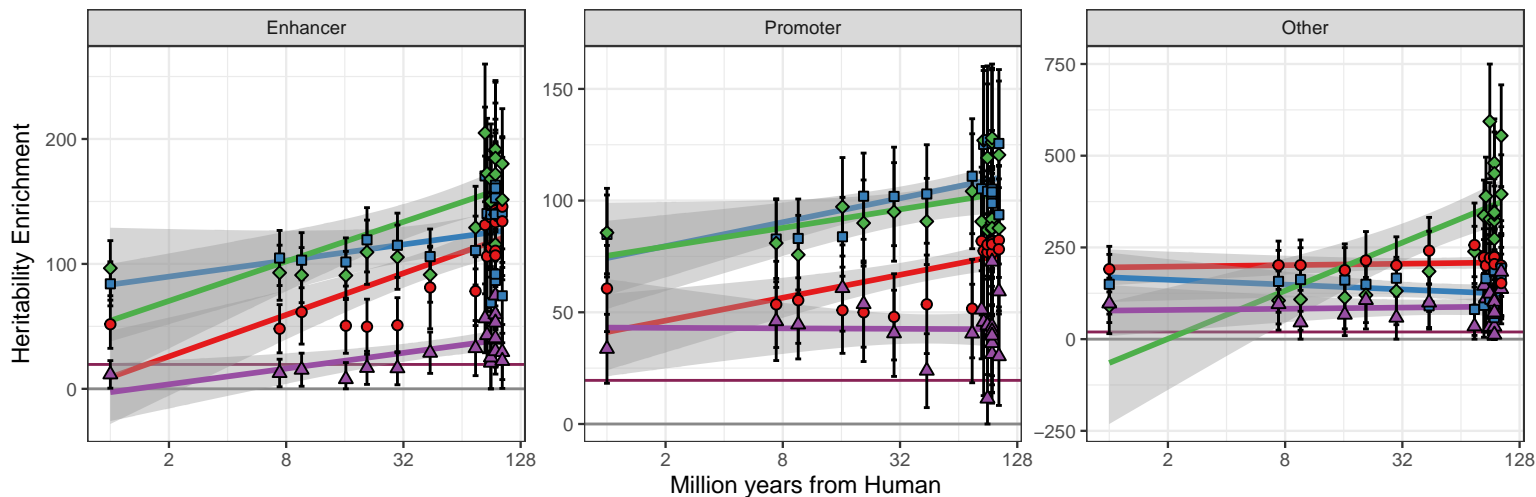 Enhancer
Promoter
Other
Heritability Enrichment
200
100
0
150
100
50
0
750
500
250
0
−250
2 8 32 128
2 8 32 128
2 8 32 128
Million years from Human